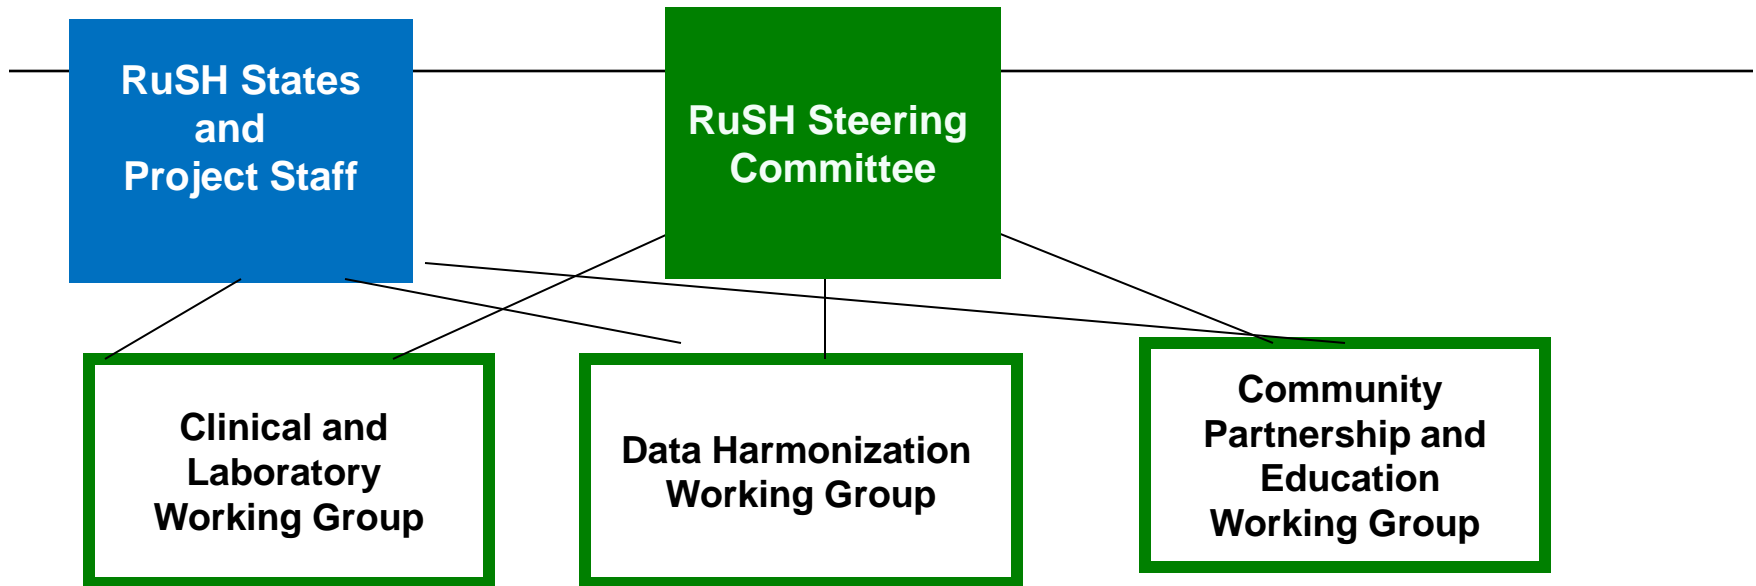 RuSH States
and
Project Staff
RuSH Steering
Committee
Clinical and
Laboratory
Working Group
Data Harmonization
Working Group
Community
Partnership and
Education
Working Group